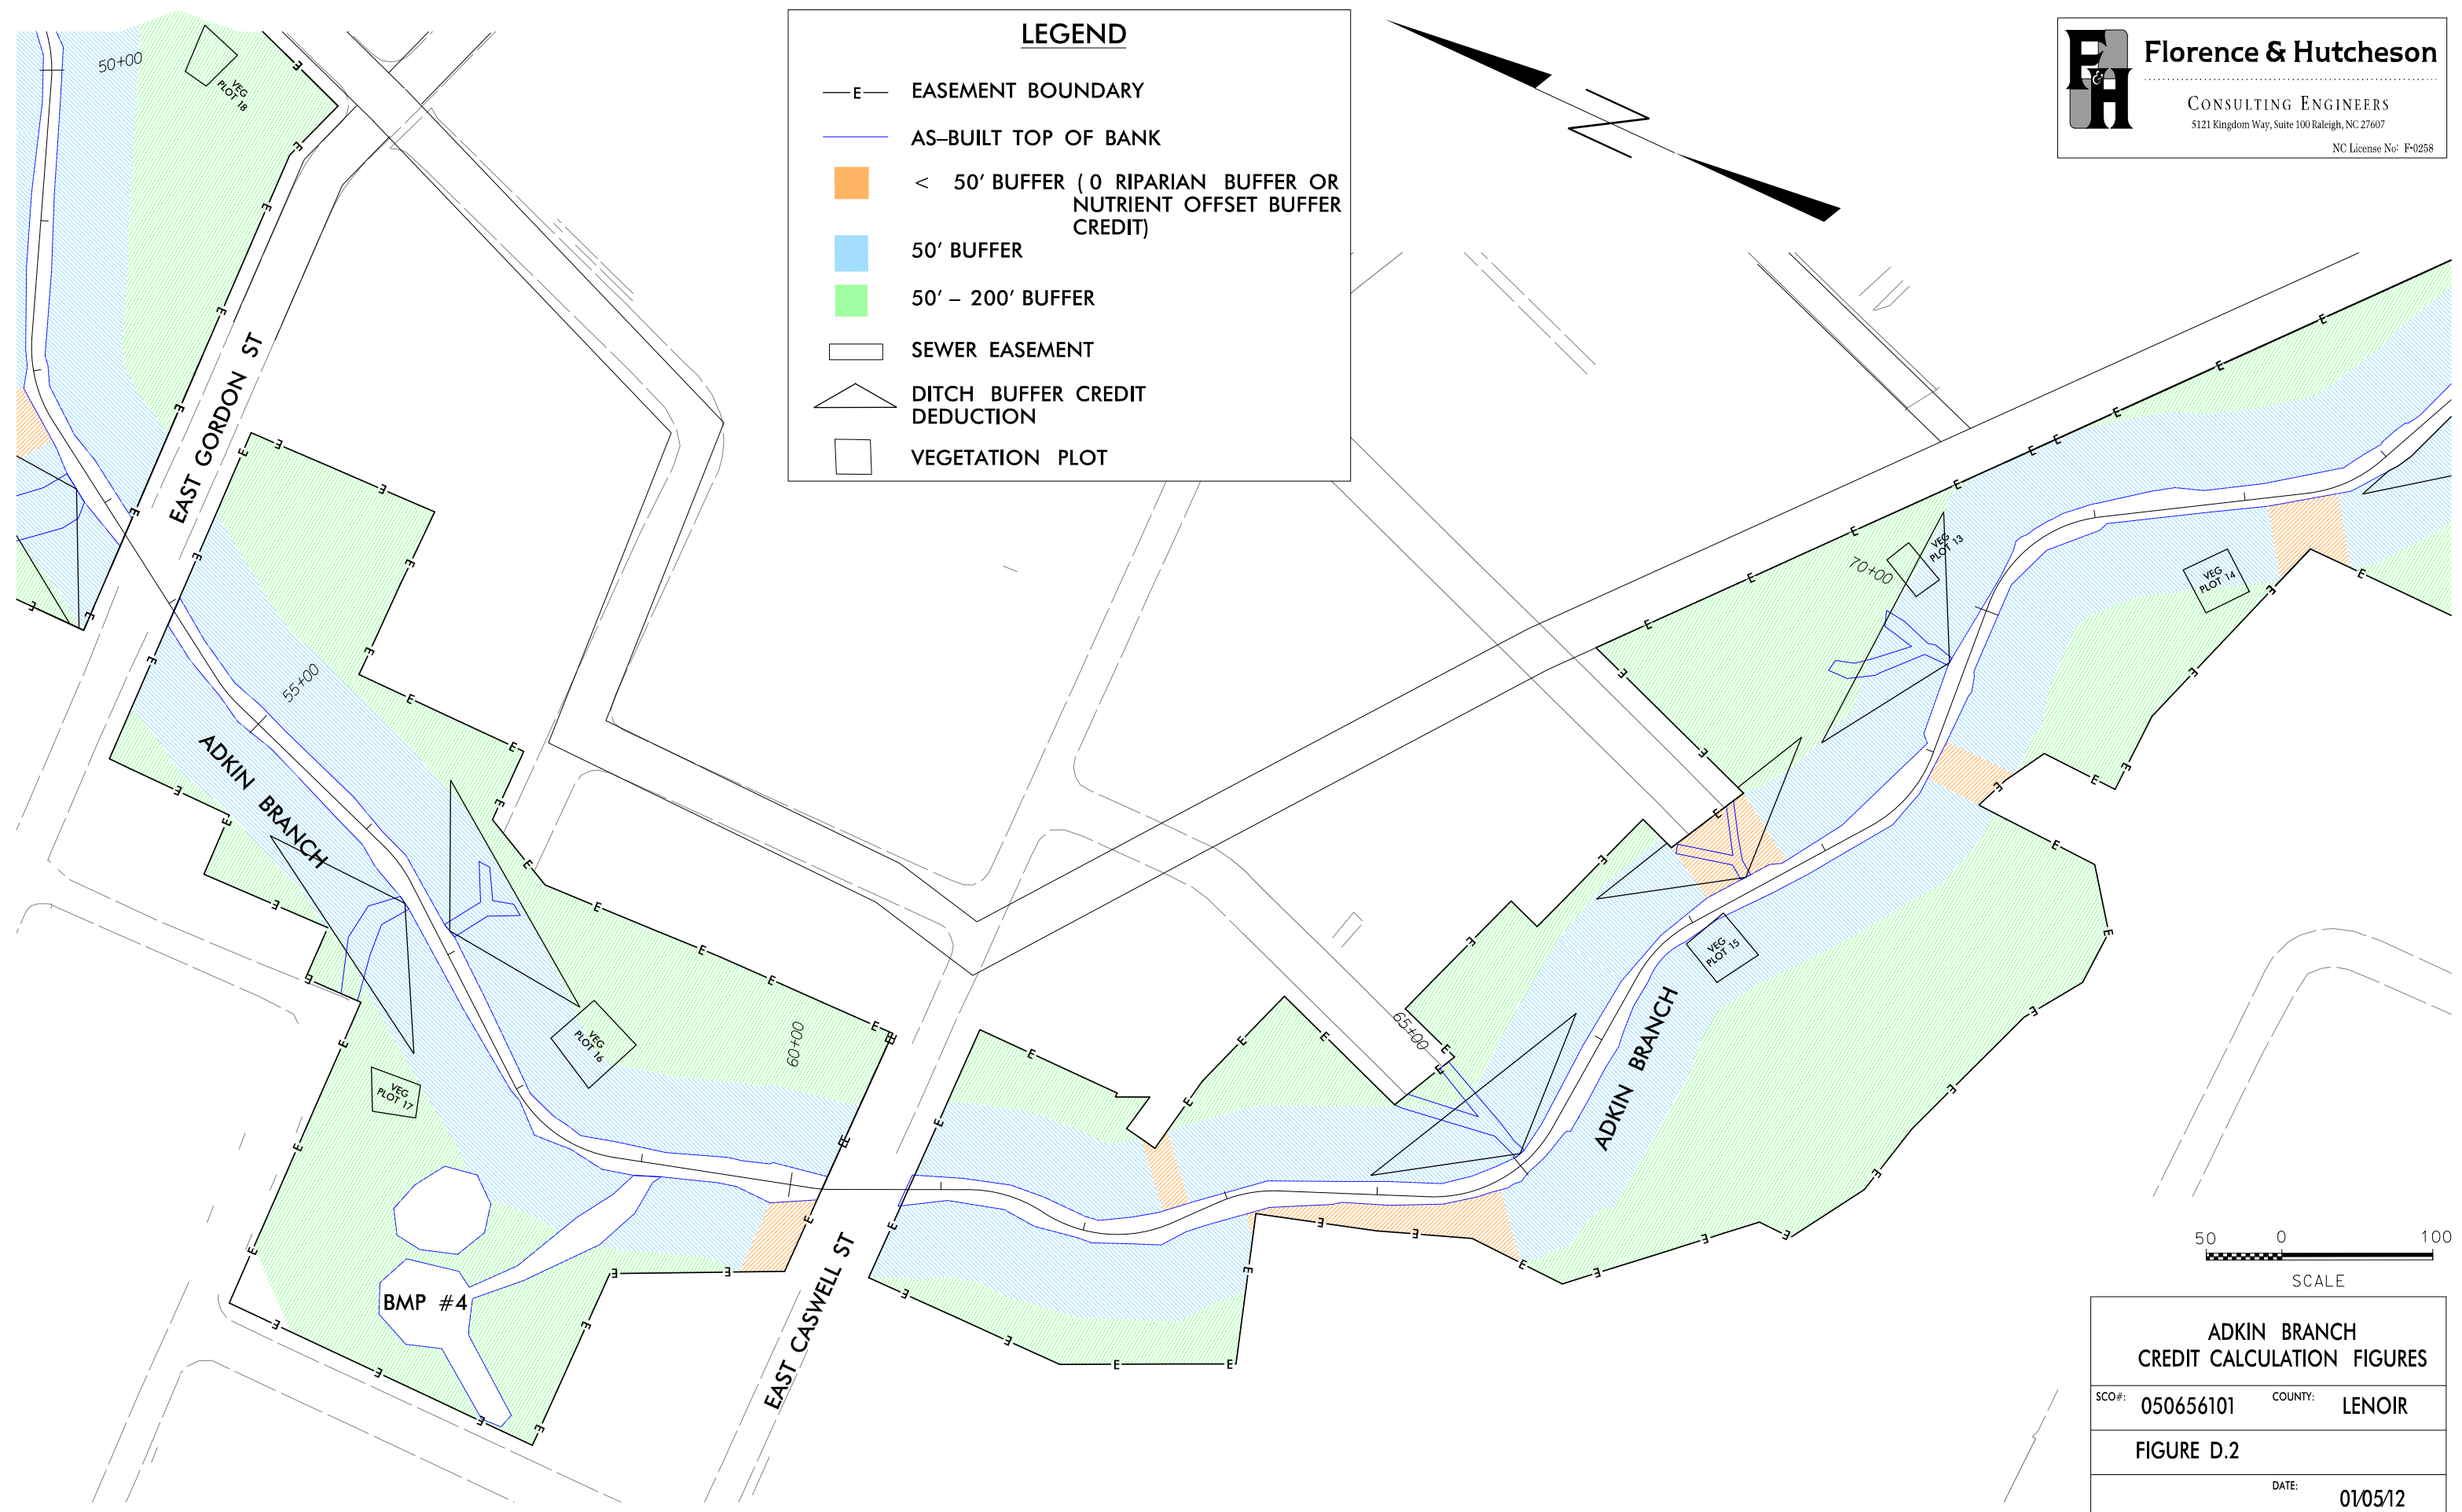 LEGEND
E EASEMENT BOUNDARY
AS–BUILT TOP OF BANK
< 50' BUFFER ( 0 RIPARIAN BUFFER OR
NUTRIENT OFFSET BUFFER
CREDIT)
50' BUFFER
50' – 200' BUFFER
SEWER EASEMENT
DITCH BUFFER CREDIT
DEDUCTION
VEGETATION PLOT
F&H
Florence & Hutcheson
CONSULTING ENGINEERS
5121 Kingdom Way, Suite 100 Raleigh, NC 27607
NC License No: F-0258
50+00
VEG
PLOT 18
EAST GORDON ST
55+00
ADKIN BRANCH
VEG
PLOT 16
VEG
PLOT 17
60+00
BMP #4
EAST CASWELL ST
65+00
ADKIN BRANCH
VEG
PLOT 15
70+00
VEG
PLOT 13
VEG
PLOT 14
50 0 100
SCALE
ADKIN BRANCH
CREDIT CALCULATION FIGURES
SCO#: 050656101 COUNTY: LENOIR
FIGURE D.2
DATE: 01/05/12